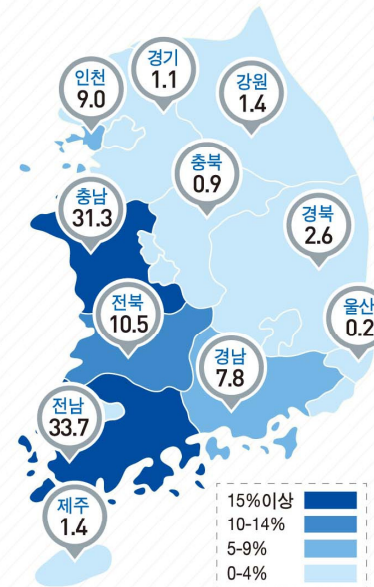 경기
1.1
인천
9.0
강원
1.4
충북
0.9
충남
31.3
경북
2.6
전북
10.5
울산
0.2
경남
7.8
전남
33.7
제주
1.4
15%이상
10-14%
5-9%
0-4%